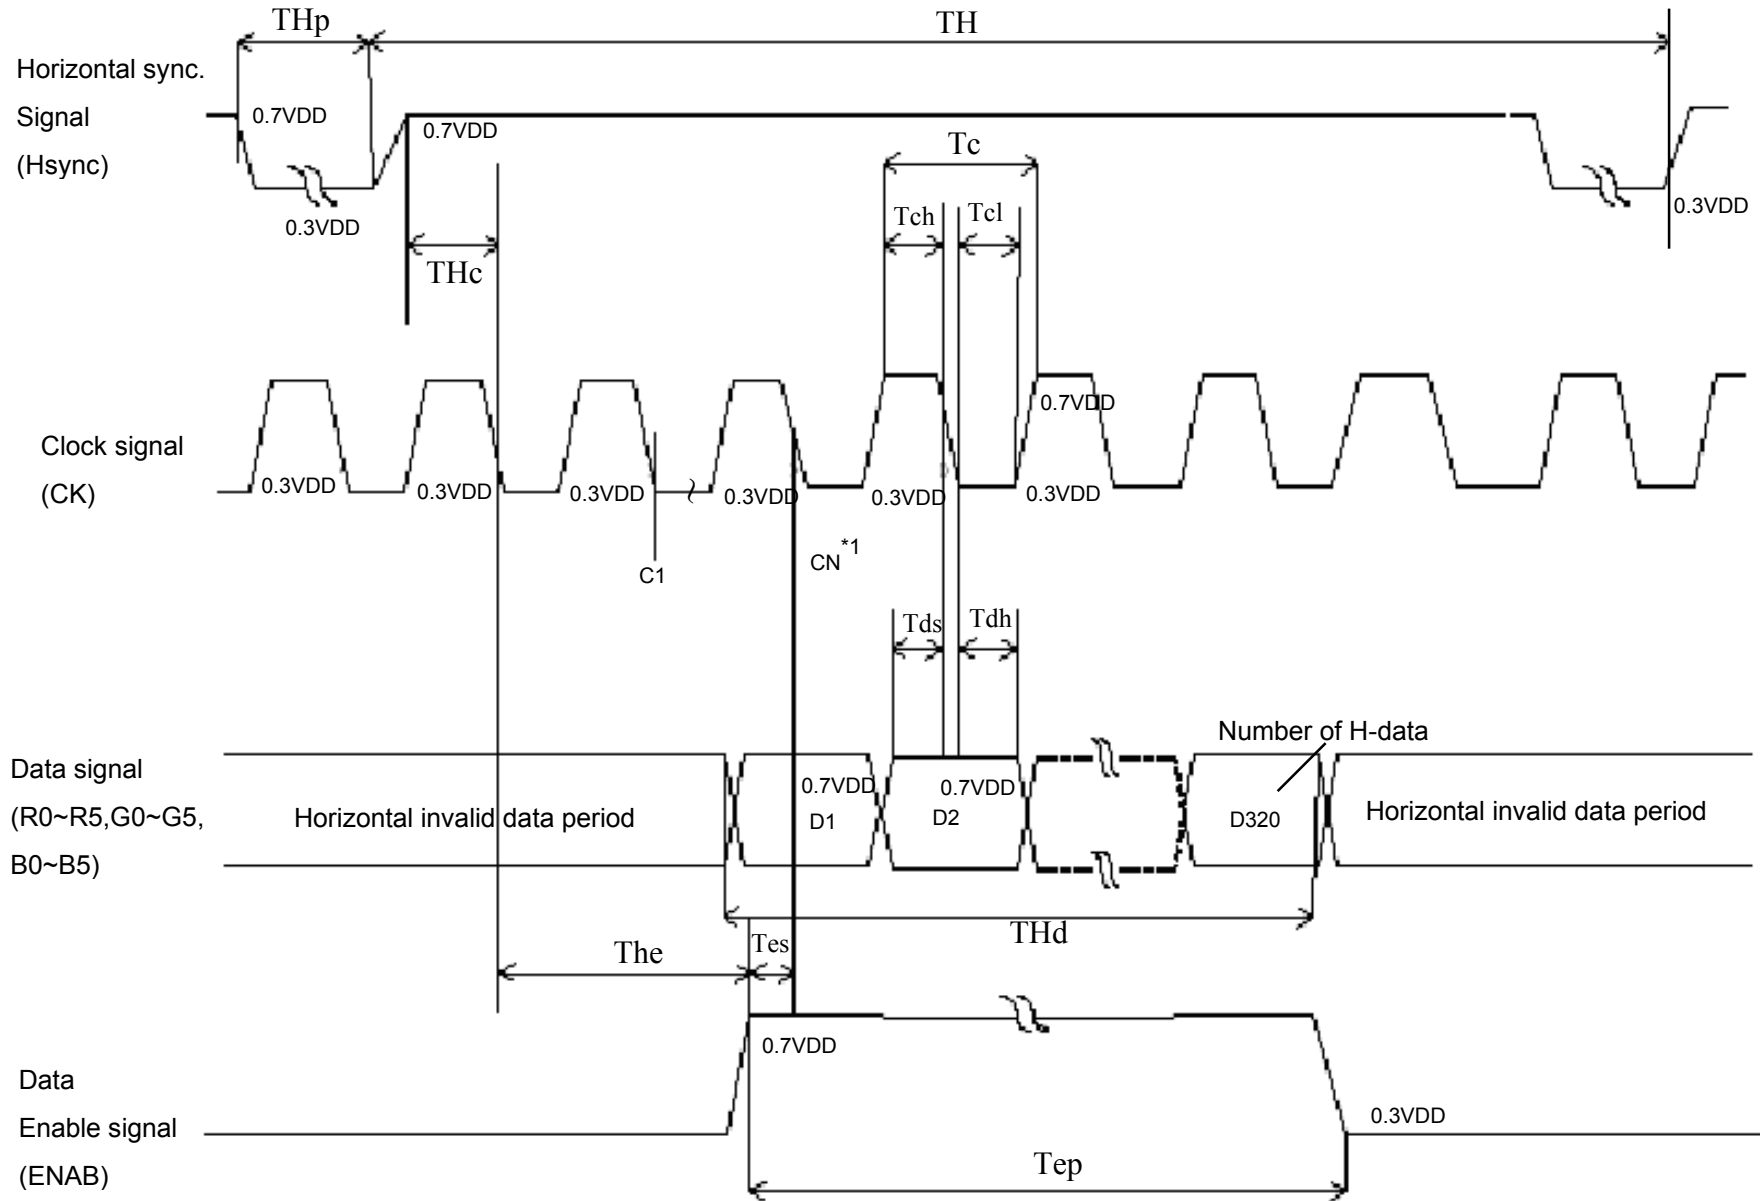 THp
TH
Horizontal sync.
Signal
(Hsync)
0.7VDD
0.7VDD
0.3VDD
0.3VDD
THc
Tc
Tch
Tcl
Clock signal
(CK)
0.3VDD
0.3VDD
0.3VDD
0.3VDD
0.3VDD
0.7VDD
0.3VDD
C1
CN*1
Tds
Tdh
Number of H-data
Data signal
(R0~R5,G0~G5,
B0~B5)
Horizontal invalid data period
0.7VDD
D1
0.7VDD
D2
D320
Horizontal invalid data period
THd
The
Tes
0.7VDD
Data
Enable signal
(ENAB)
0.3VDD
Tep